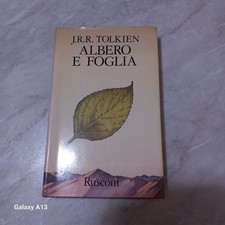 J.R.R. TOLKIEN
ALBERO
E FOGLIA
Rusconi
Galaxy A13